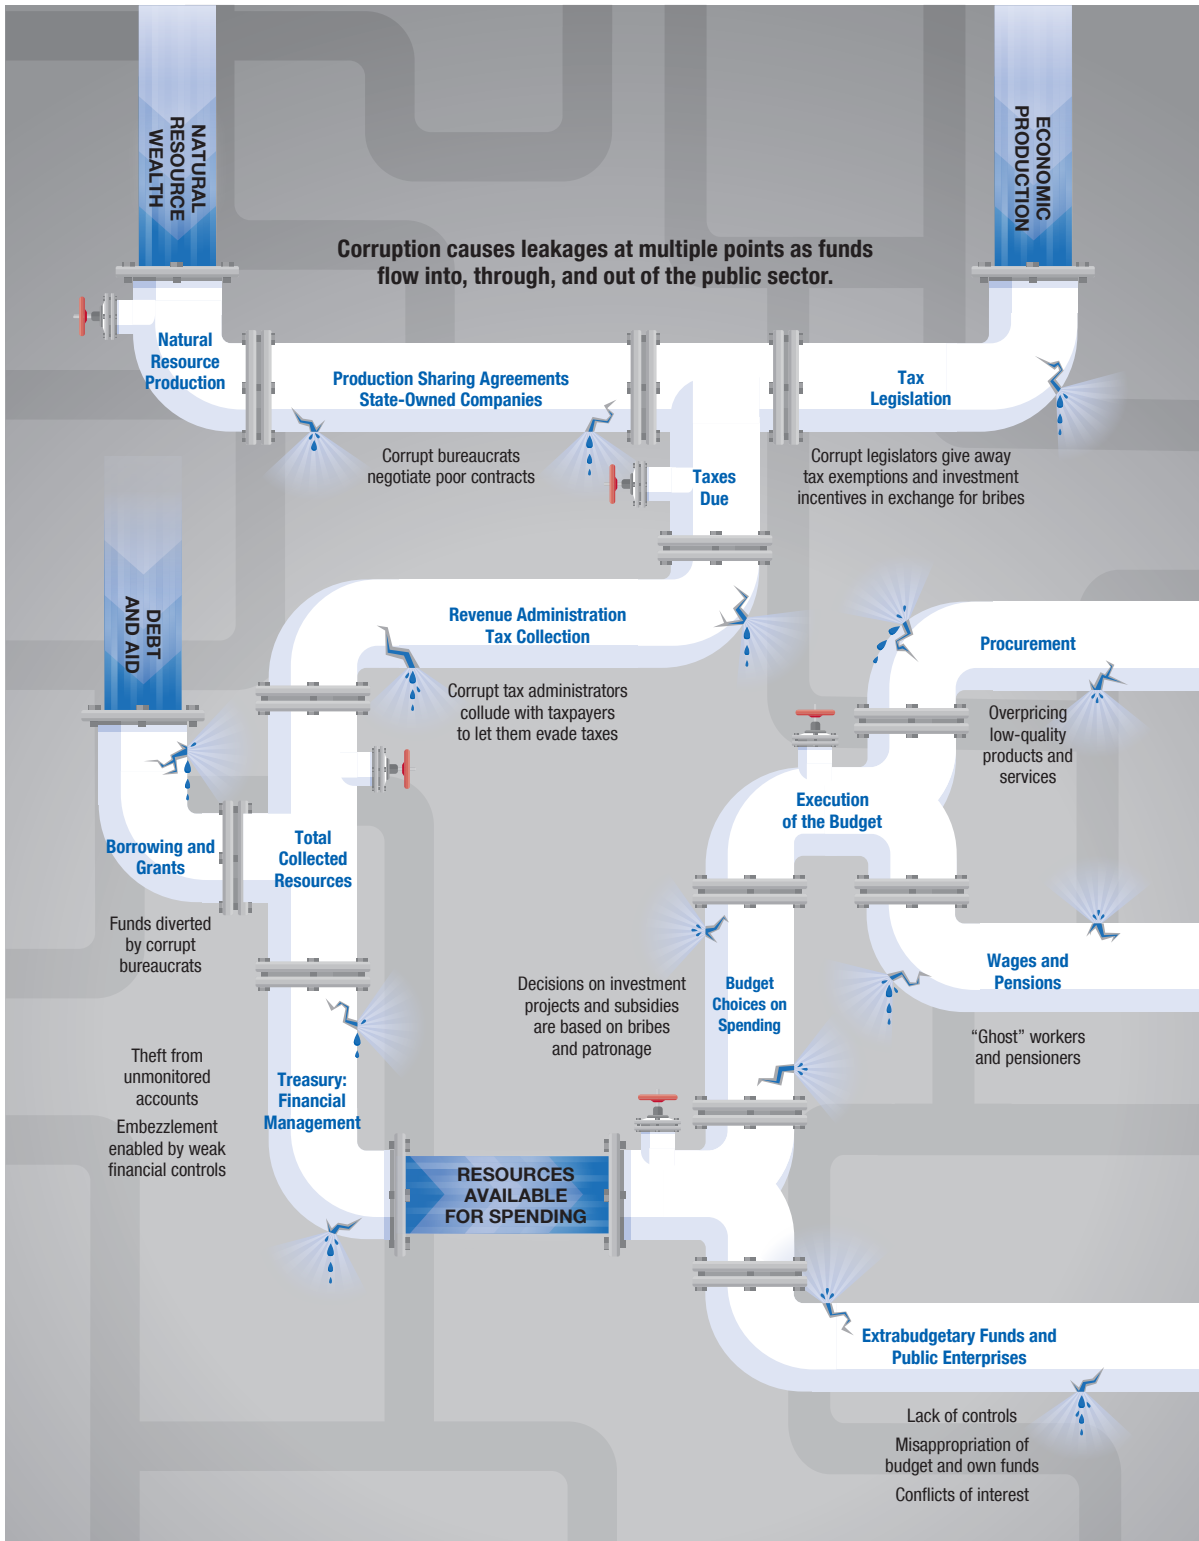 NATURAL
RESOURCE
WEALTH
ECONOMIC
PRODUCTION
Corruption causes leakages at multiple points as funds
flow into, through, and out of the public sector.
Natural
Resource
Production
Production Sharing Agreements
State-Owned Companies
Tax
Legislation
Corrupt bureaucrats
negotiate poor contracts
Taxes
Due
Corrupt legislators give away
tax exemptions and investment
incentives in exchange for bribes
DEBT
AND AID
Revenue Administration
Tax Collection
Procurement
Corrupt tax administrators
collude with taxpayers
to let them evade taxes
Overpricing
low-quality
products and
services
Execution
of the Budget
Borrowing and
Grants
Total
Collected
Resources
Funds diverted
by corrupt
bureaucrats
Wages and
Pensions
Decisions on investment
projects and subsidies
are based on bribes
and patronage
Budget
Choices on
Spending
“Ghost” workers
and pensioners
Theft from
unmonitored
accounts
Embezzlement
enabled by weak
financial controls
Treasury:
Financial
Management
RESOURCES
AVAILABLE
FOR SPENDING
Extrabudgetary Funds and
Public Enterprises
Lack of controls
Misappropriation of
budget and own funds
Conflicts of interest